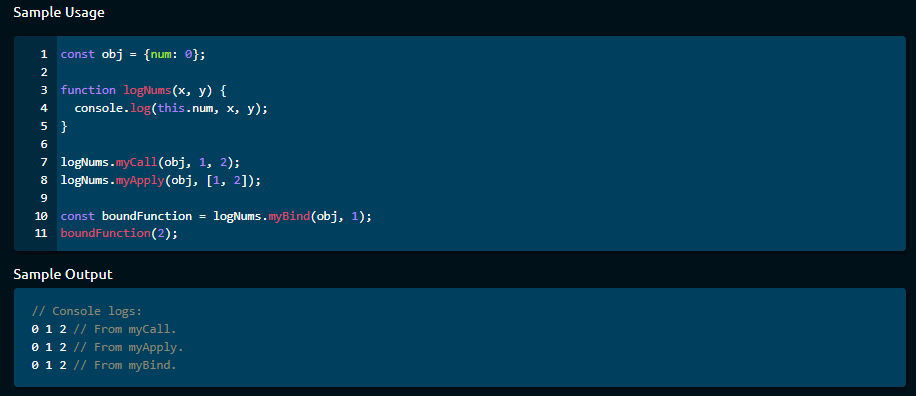 Sample Usage
1 const obj = {num: 0};
2
3 function logNums(x, y) {
4   console.log(this.num, x, y);
5 }
6
7 logNums.myCall(obj, 1, 2);
8 logNums.myApply(obj, [1, 2]);
9
10 const boundFunction = logNums.myBind(obj, 1);
11 boundFunction(2);
Sample Output
// Console logs:
0 1 2 // From myCall.
0 1 2 // From myApply.
0 1 2 // From myBind.